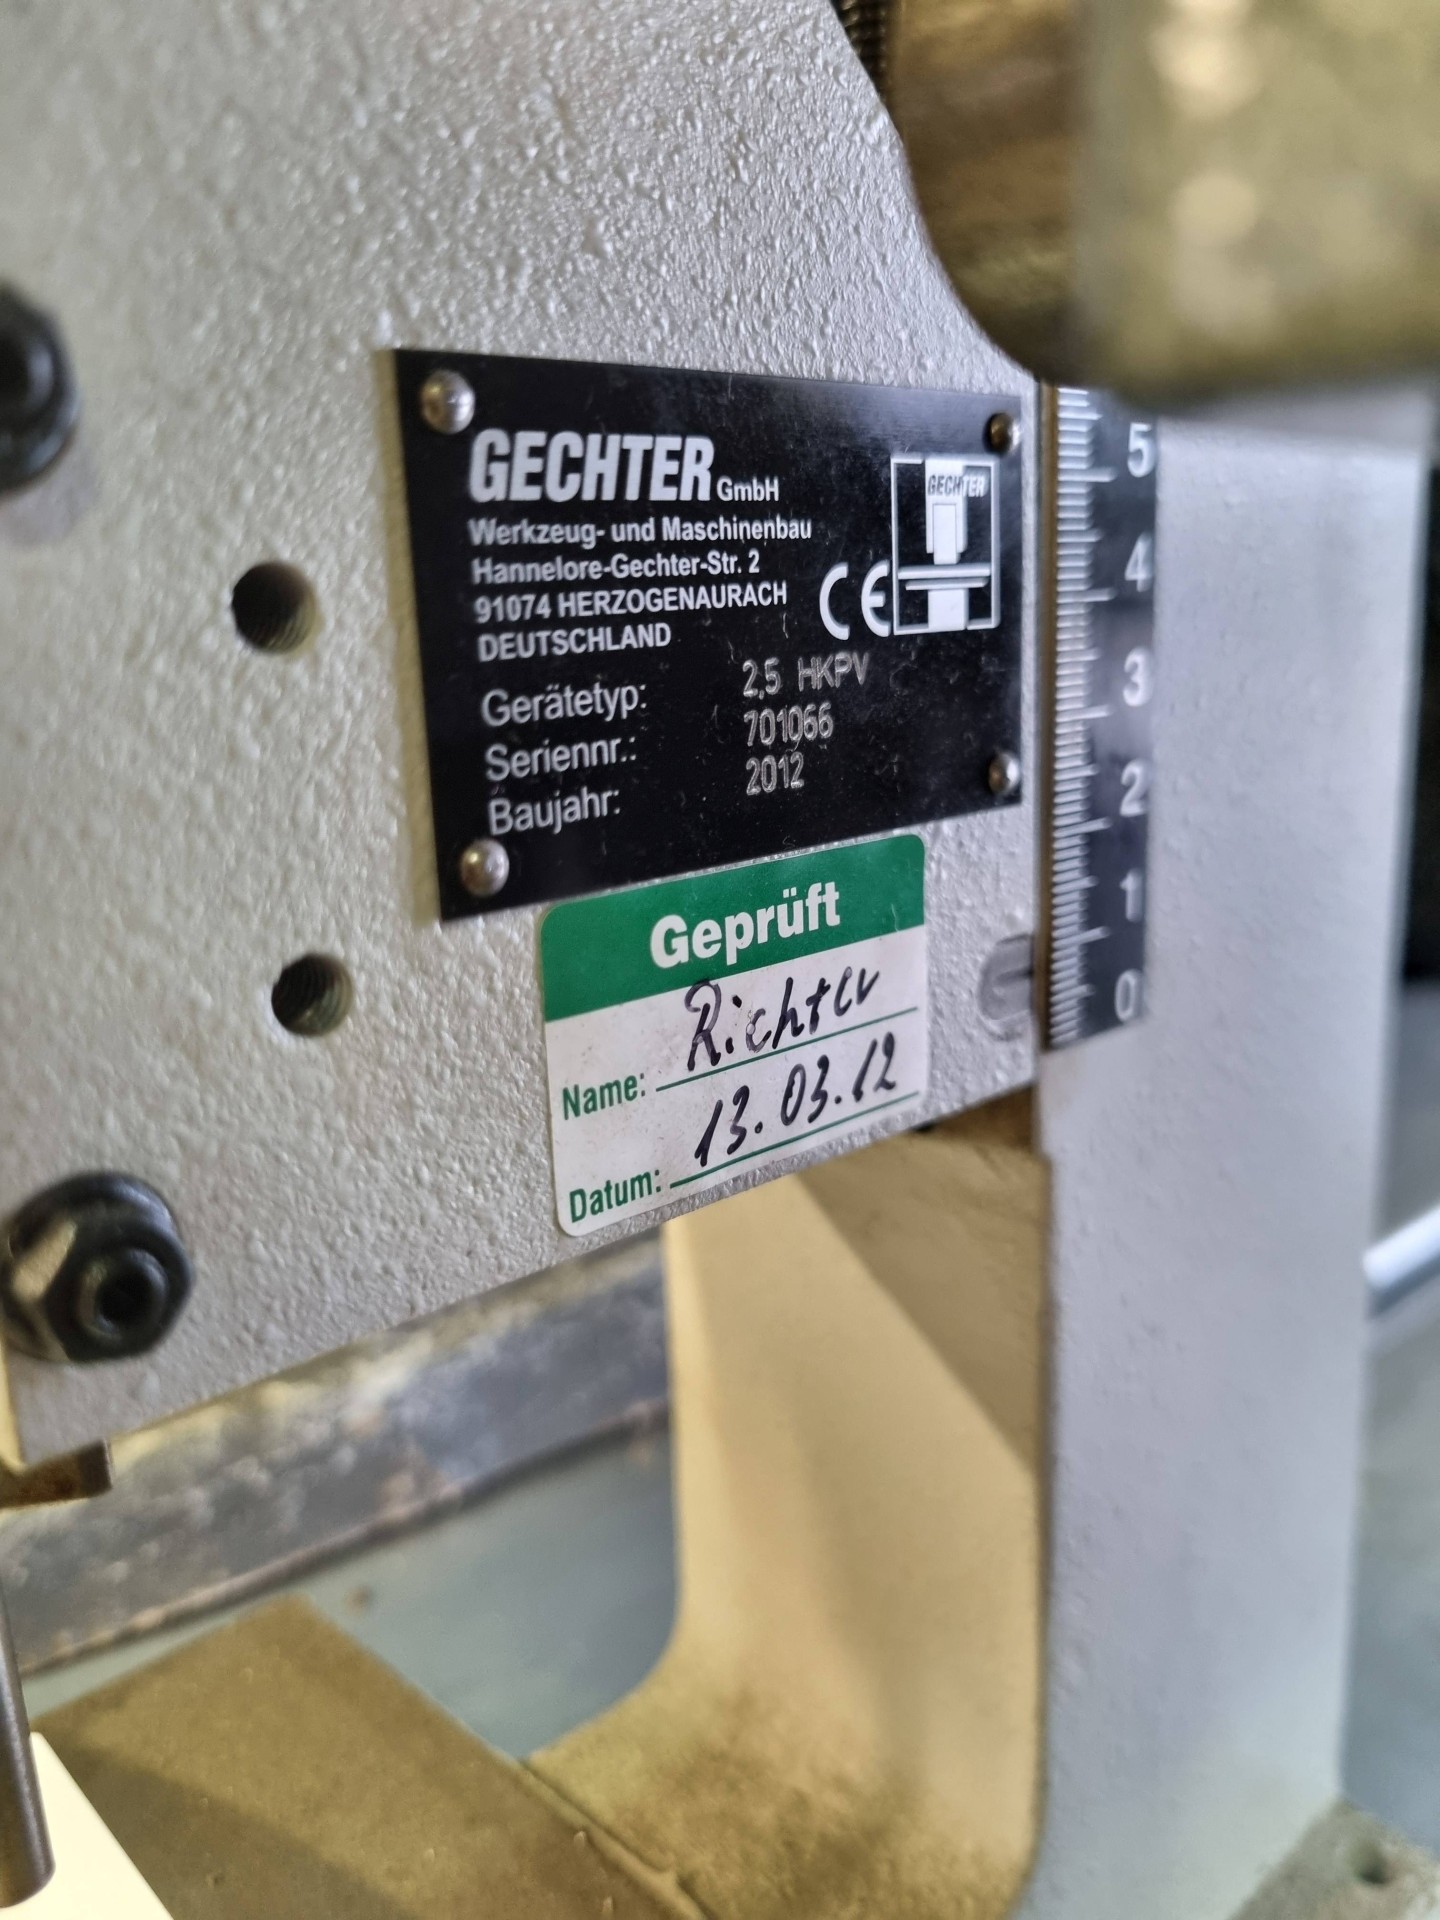 GECHTER GmbH
Werkzeug- und Maschinenbau
Hannelore-Gechter-Str. 2
91074 HERZOGENAURACH
DEUTSCHLAND
CE
GECHTER
Gerätetyp: 2,5 HKPV
Seriennr.: 701066
Baujahr: 2012
Geprüft
Name: Richter
Datum: 13.03.12
5
4
3
2
1
0